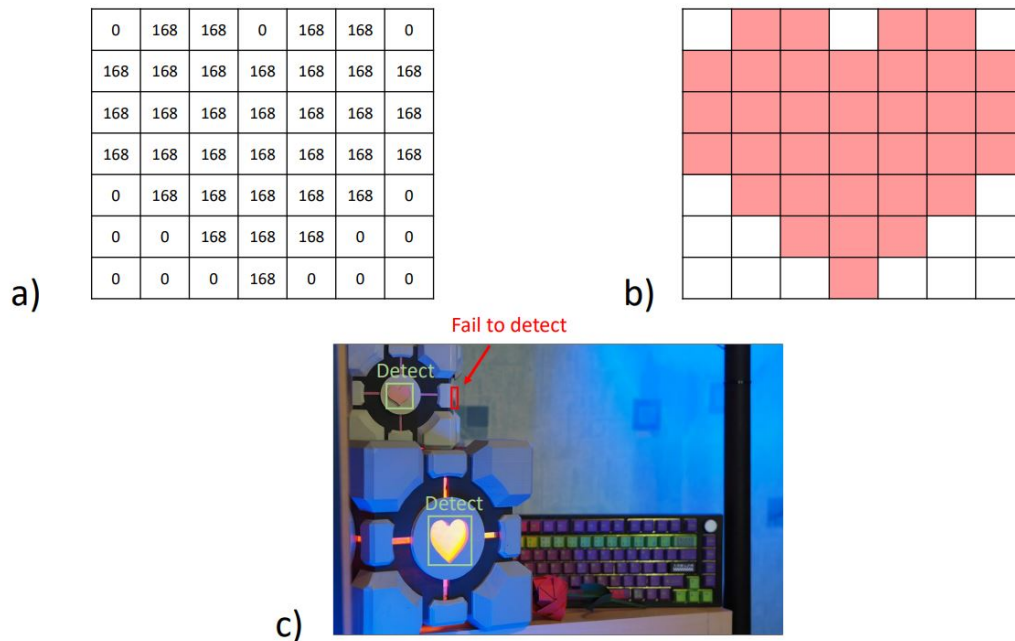 0 168 168 0 168 168 0
168 168 168 168 168 168 168
168 168 168 168 168 168 168
168 168 168 168 168 168 168
0 168 168 168 168 168 0
0 0 168 168 168 0 0
0 0 0 168 0 0 0
a)
b)
Fail to detect
Detect
Detect
c)